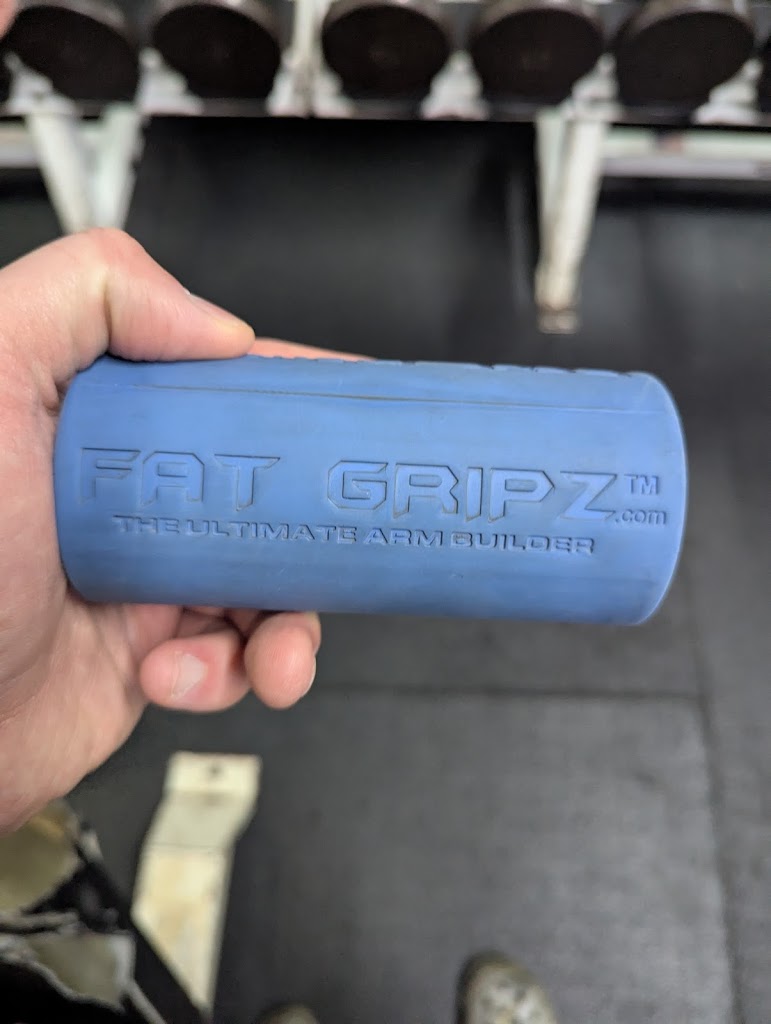 FAT GRIPZ™
.com
THE ULTIMATE ARM BUILDER